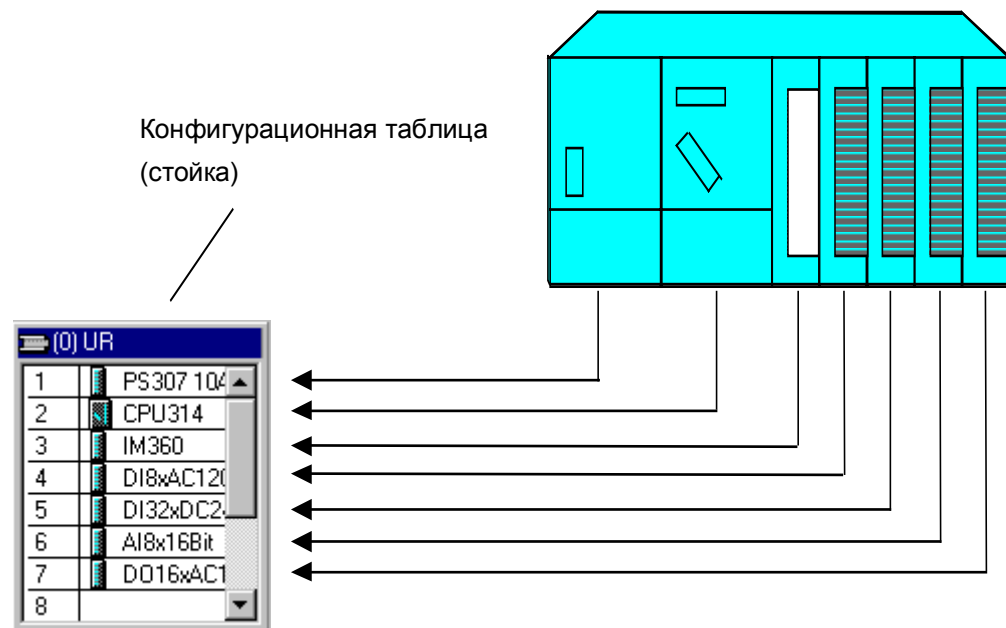 Конфигурационная таблица
(стойка)
(0) UR
1 PS307 10A
2 CPU314
3 IM360
4 DI8xAC120
5 DI32xDC24
6 AI8x16Bit
7 DO16xAC1
8